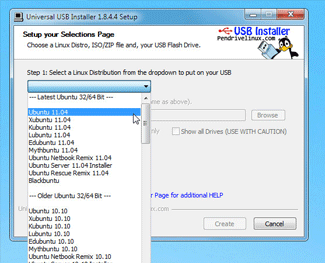 Universal USB Installer 1.8.4.4 Setup
Setup your Selections Page
Choose a Linux Distro, ISO/ZIP file and, your USB Flash Drive.
USB Installer
Pendrivelinux.com
Step 1: Select a Linux Distribution from the dropdown to put on your USB
--- Latest Ubuntu 32/64 Bit ---
Ubuntu 11.04
Xubuntu 11.04
Kubuntu 11.04
Lubuntu 11.04
Edubuntu 11.04
Mythbuntu 11.04
Ubuntu Netbook Remix 11.04
Ubuntu Server 11.04 Installer
Ubuntu Rescue Remix 11.04
Blackbuntu
--- Older Ubuntu 32/64 Bit ---
Ubuntu 10.10
Xubuntu 10.10
Kubuntu 10.10
Lubuntu 10.10
Edubuntu 10.10
Mythbuntu 10.10
Ubuntu Netbook Remix 10.10
me as above).
Browse
Show all Drives (USE WITH CAUTION)
Page for additional HELP
Create
Cancel